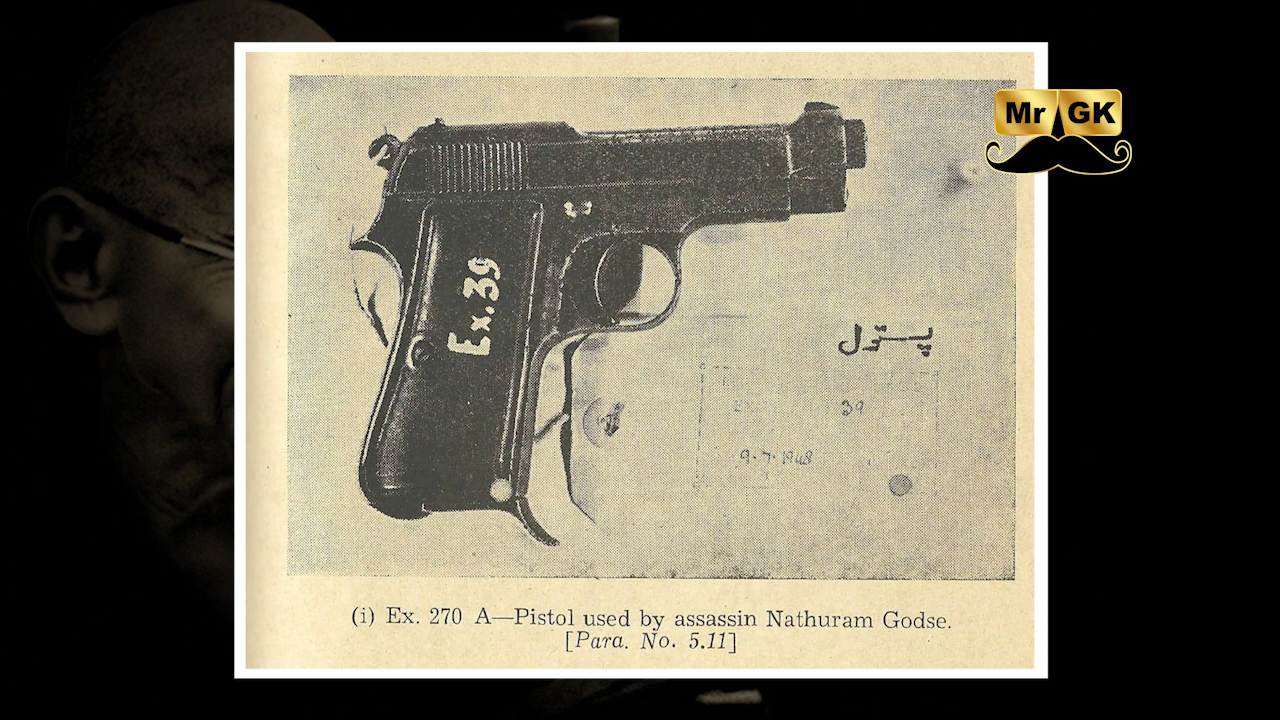 Mr GK
Ex. 39
پستول
39
9.7.1948
(i) Ex. 270 A—Pistol used by assassin Nathuram Godse.
[Para. No. 5.11]